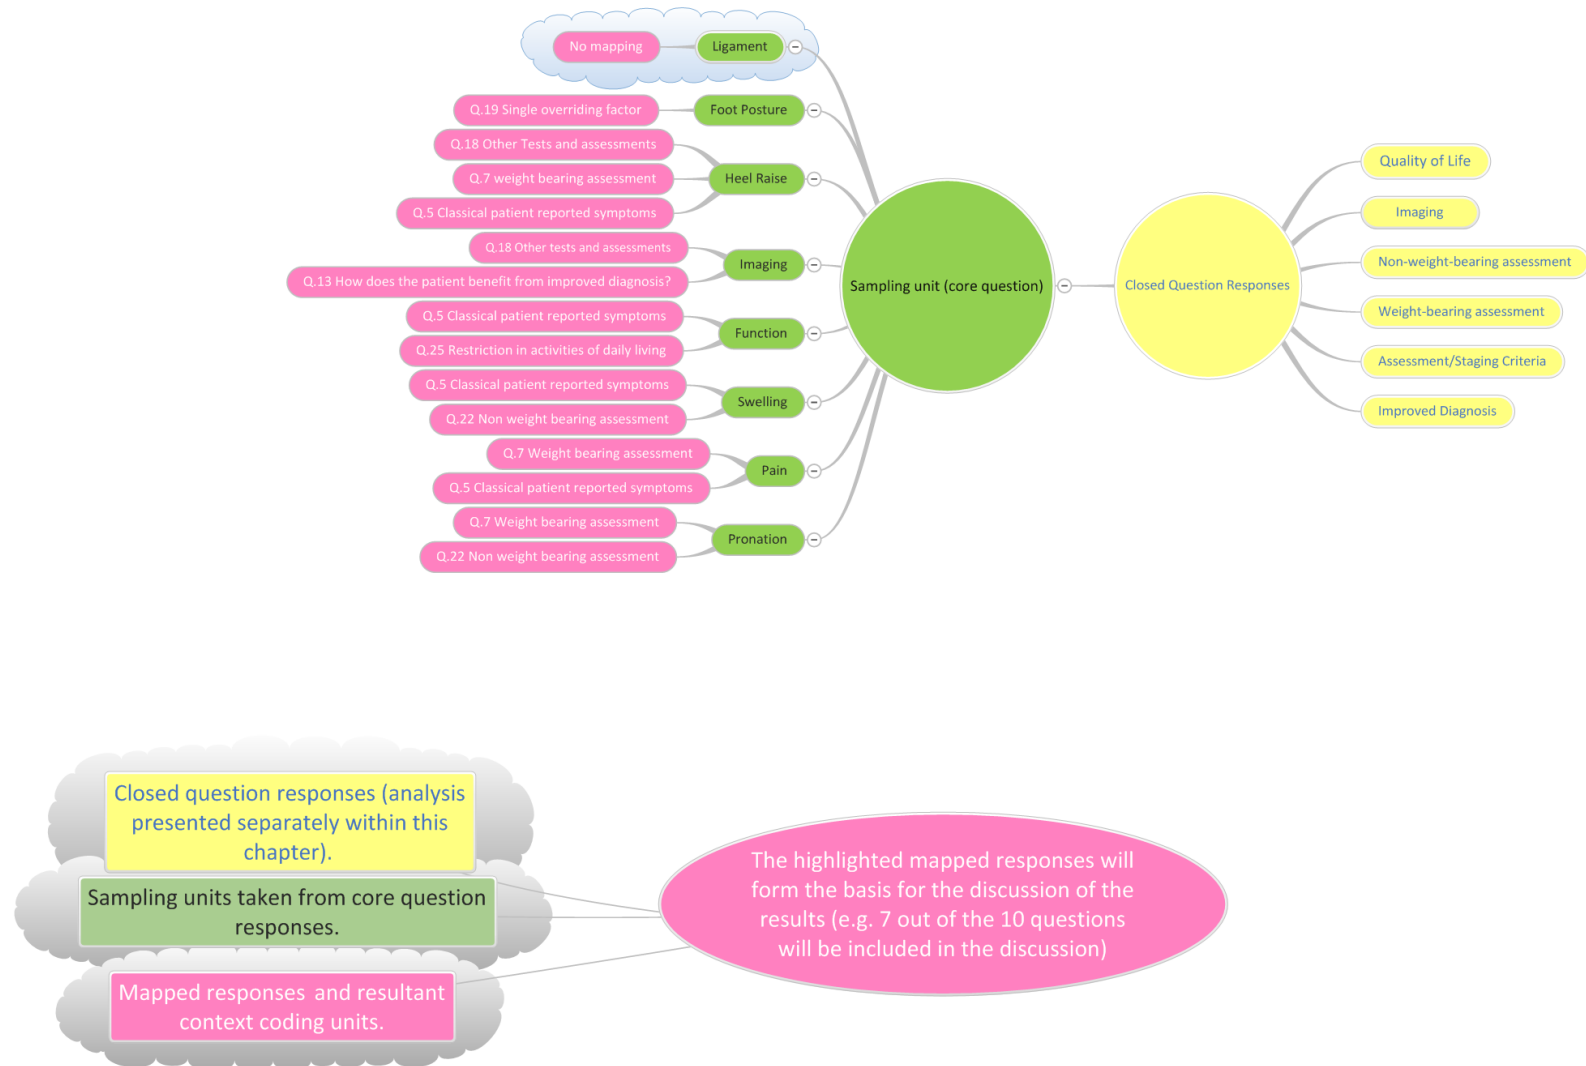 No mapping
Ligament
Q.19 Single overriding factor
Foot Posture
Q.18 Other Tests and assessments
Q.7 weight bearing assessment
Heel Raise
Q.5 Classical patient reported symptoms
Q.18 Other tests and assessments
Imaging
Q.13 How does the patient benefit from improved diagnosis?
Q.5 Classical patient reported symptoms
Function
Q.25 Restriction in activities of daily living
Q.5 Classical patient reported symptoms
Swelling
Q.22 Non weight bearing assessment
Q.7 Weight bearing assessment
Pain
Q.5 Classical patient reported symptoms
Q.7 Weight bearing assessment
Pronation
Q.22 Non weight bearing assessment
Sampling unit (core question)
Closed Question Responses
Quality of Life
Imaging
Non-weight-bearing assessment
Weight-bearing assessment
Assessment/Staging Criteria
Improved Diagnosis
Closed question responses (analysis
presented separately within this
chapter).
Sampling units taken from core question
responses.
Mapped responses and resultant
context coding units.
The highlighted mapped responses will
form the basis for the discussion of the
results (e.g. 7 out of the 10 questions
will be included in the discussion)